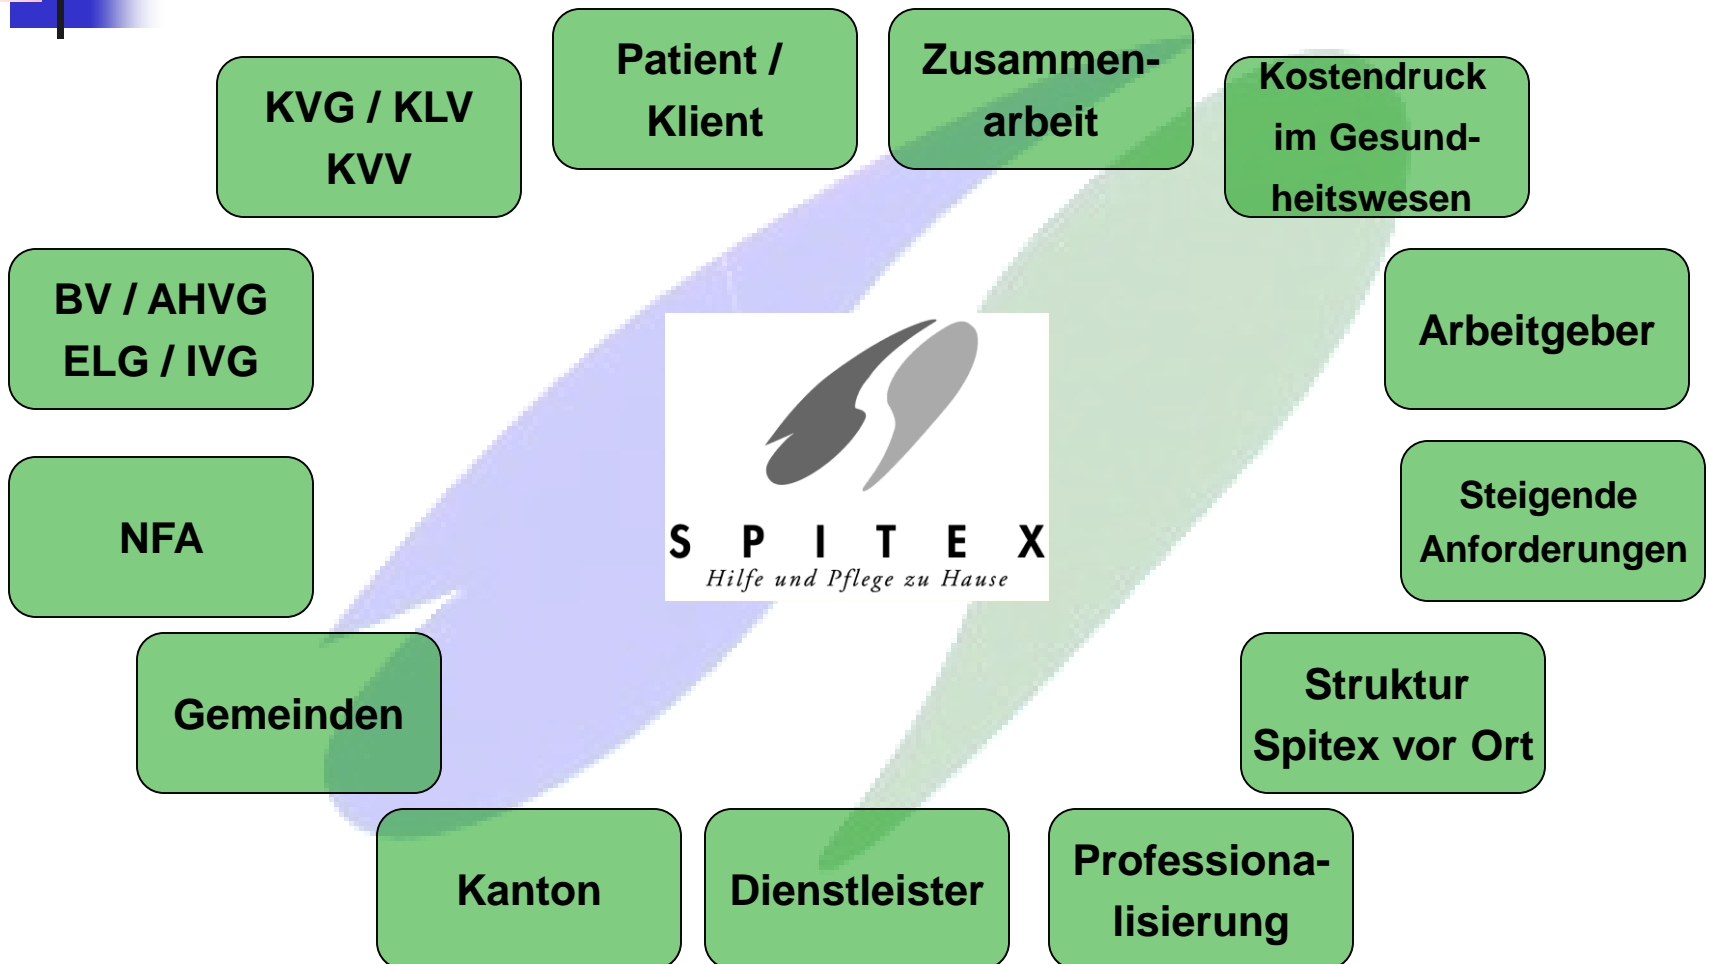 Patient /
Klient
Zusammen-
arbeit
KVG / KLV
KVV
Kostendruck
im Gesund-
heitswesen
BV / AHVG
ELG / IVG
Arbeitgeber
NFA
Steigende
Anforderungen
SPITEX
Hilfe und Pflege zu Hause
Gemeinden
Struktur
Spitex vor Ort
Kanton
Dienstleister
Professiona-
lisierung